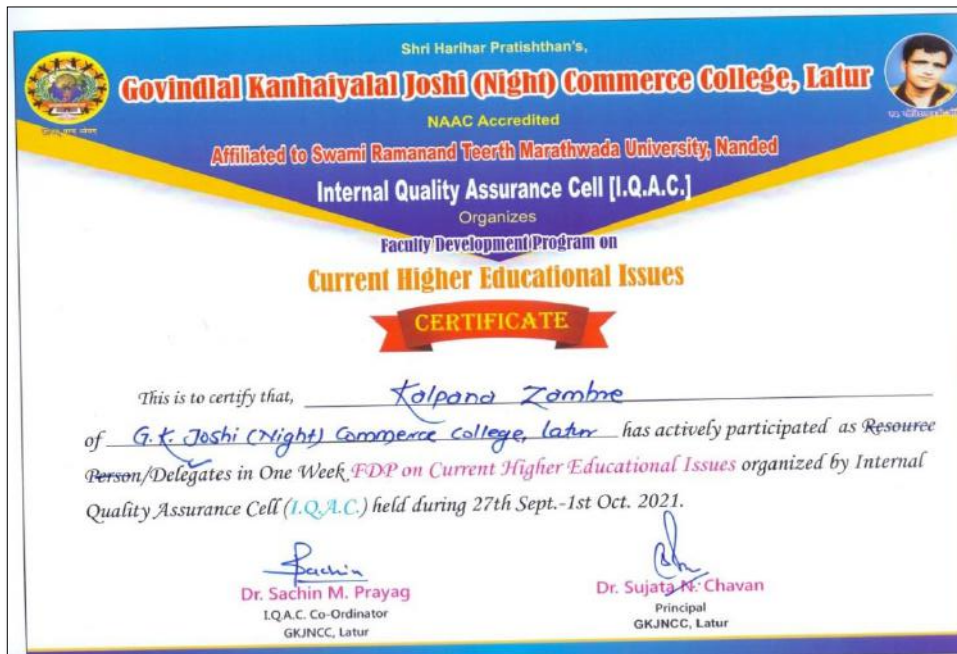 Shri Harihar Pratishthan's,
Govindlal Kanhaiyalal Joshi (Night) Commerce College, Latur
NAAC Accredited
Affiliated to Swami Ramanand Teerth Marathwada University, Nanded
Internal Quality Assurance Cell [I.Q.A.C.]
Organizes
Faculty Development Program on
Current Higher Educational Issues
CERTIFICATE
This is to certify that, Kalpana Zambre
of G.K. Joshi (Night) Commerce College, latur has actively participated as Resource
Person/Delegates in One Week FDP on Current Higher Educational Issues organized by Internal
Quality Assurance Cell (I.Q.A.C.) held during 27th Sept.-1st Oct. 2021.
Sachin
Dr. Sachin M. Prayag
I.Q.A.C. Co-Ordinator
GKJNCC, Latur
Dr. Sujata N. Chavan
Principal
GKJNCC, Latur